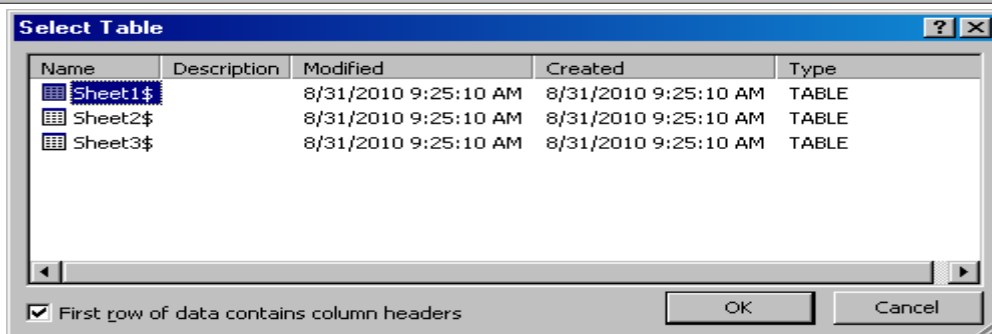 Select Table
Name Description Modified Created Type
Sheet1$ 8/31/2010 9:25:10 AM 8/31/2010 9:25:10 AM TABLE
Sheet2$ 8/31/2010 9:25:10 AM 8/31/2010 9:25:10 AM TABLE
Sheet3$ 8/31/2010 9:25:10 AM 8/31/2010 9:25:10 AM TABLE
First row of data contains column headers OK Cancel